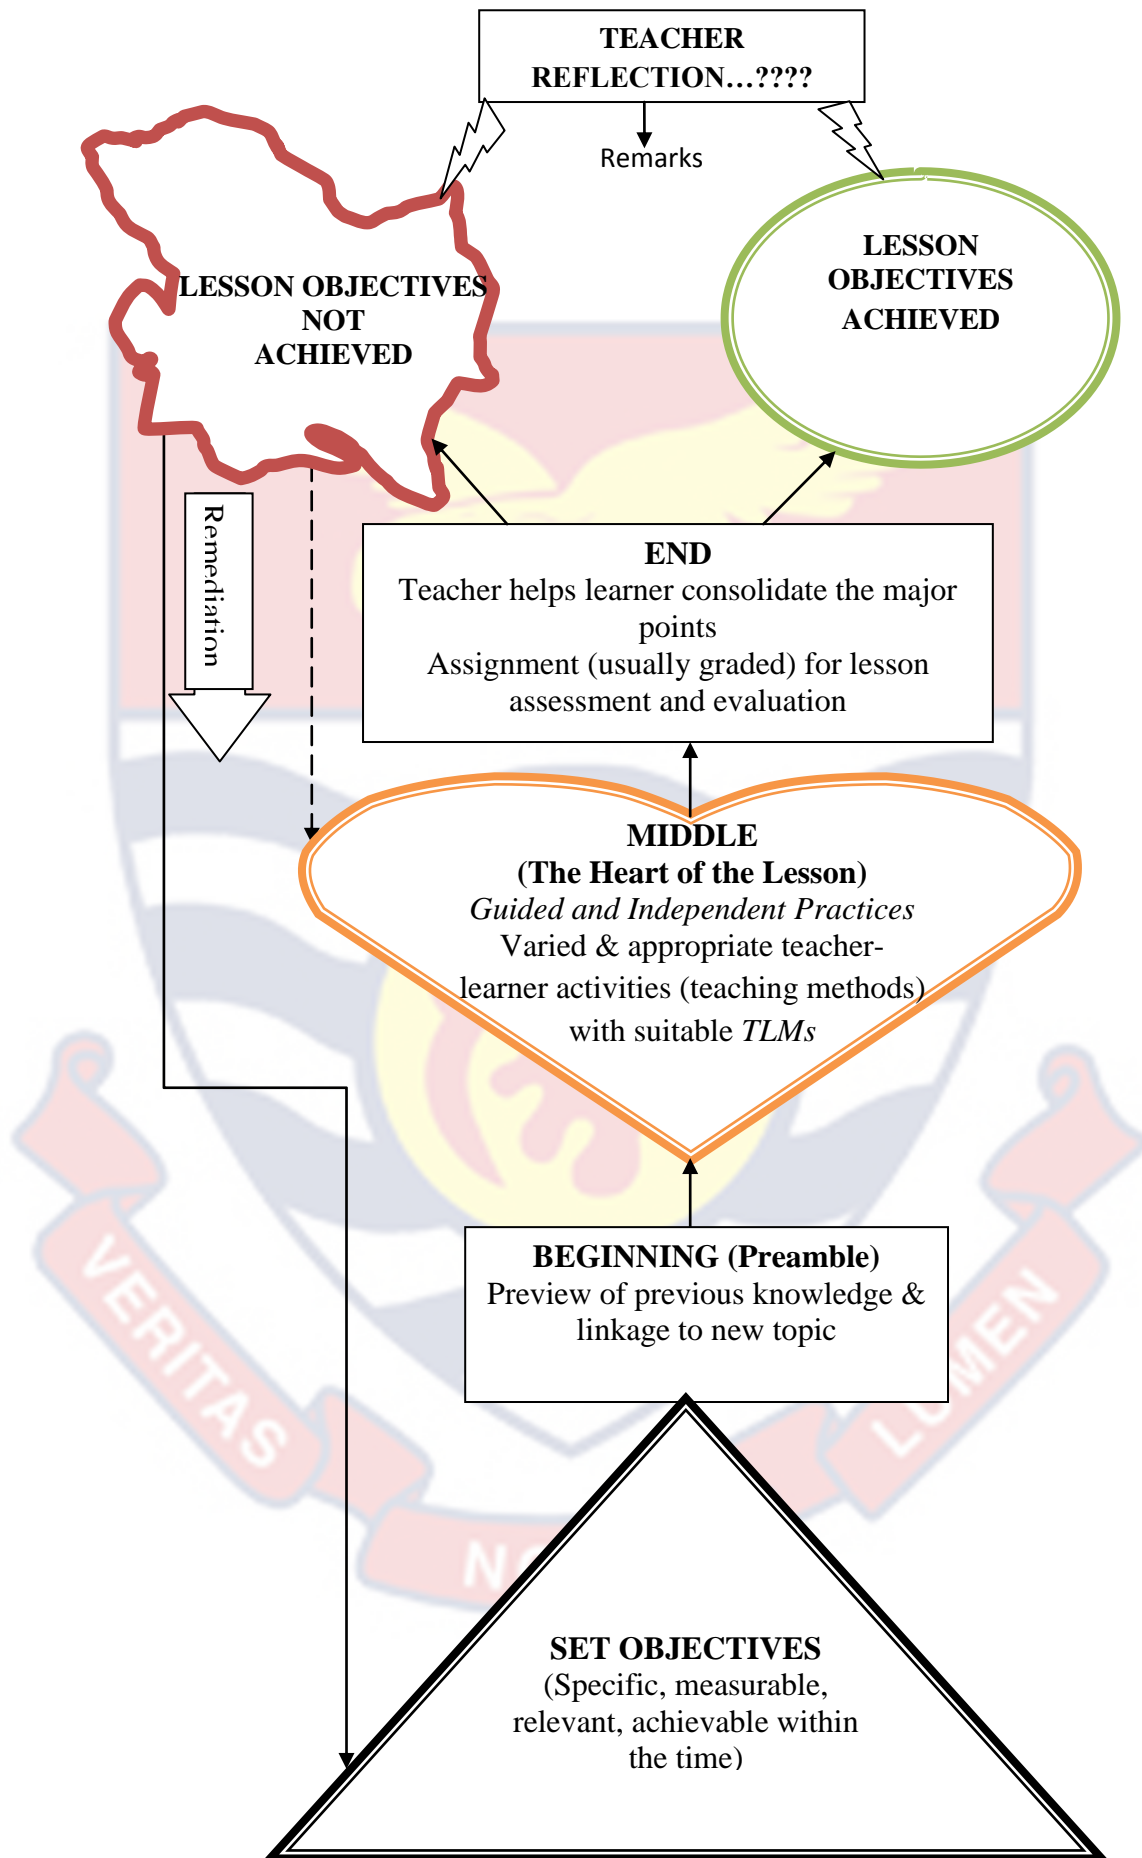 TEACHER
REFLECTION…????
Remarks
LESSON OBJECTIVES
NOT
ACHIEVED
LESSON
OBJECTIVES
ACHIEVED
Remediation
END
Teacher helps learner consolidate the major
points
Assignment (usually graded) for lesson
assessment and evaluation
MIDDLE
(The Heart of the Lesson)
Guided and Independent Practices
Varied & appropriate teacher-
learner activities (teaching methods)
with suitable TLMs
BEGINNING (Preamble)
Preview of previous knowledge &
linkage to new topic
VERITAS
LUMEN
SET OBJECTIVES
(Specific, measurable,
relevant, achievable within
the time)